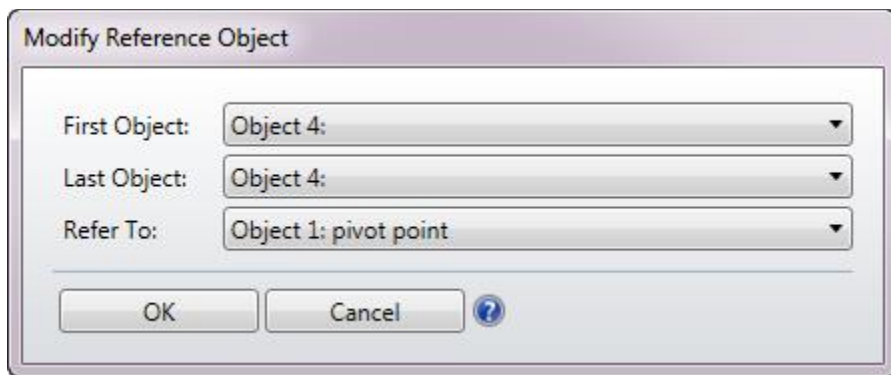 Modify Reference Object
First Object: Object 4:
Last Object: Object 4:
Refer To: Object 1: pivot point
OK Cancel ?